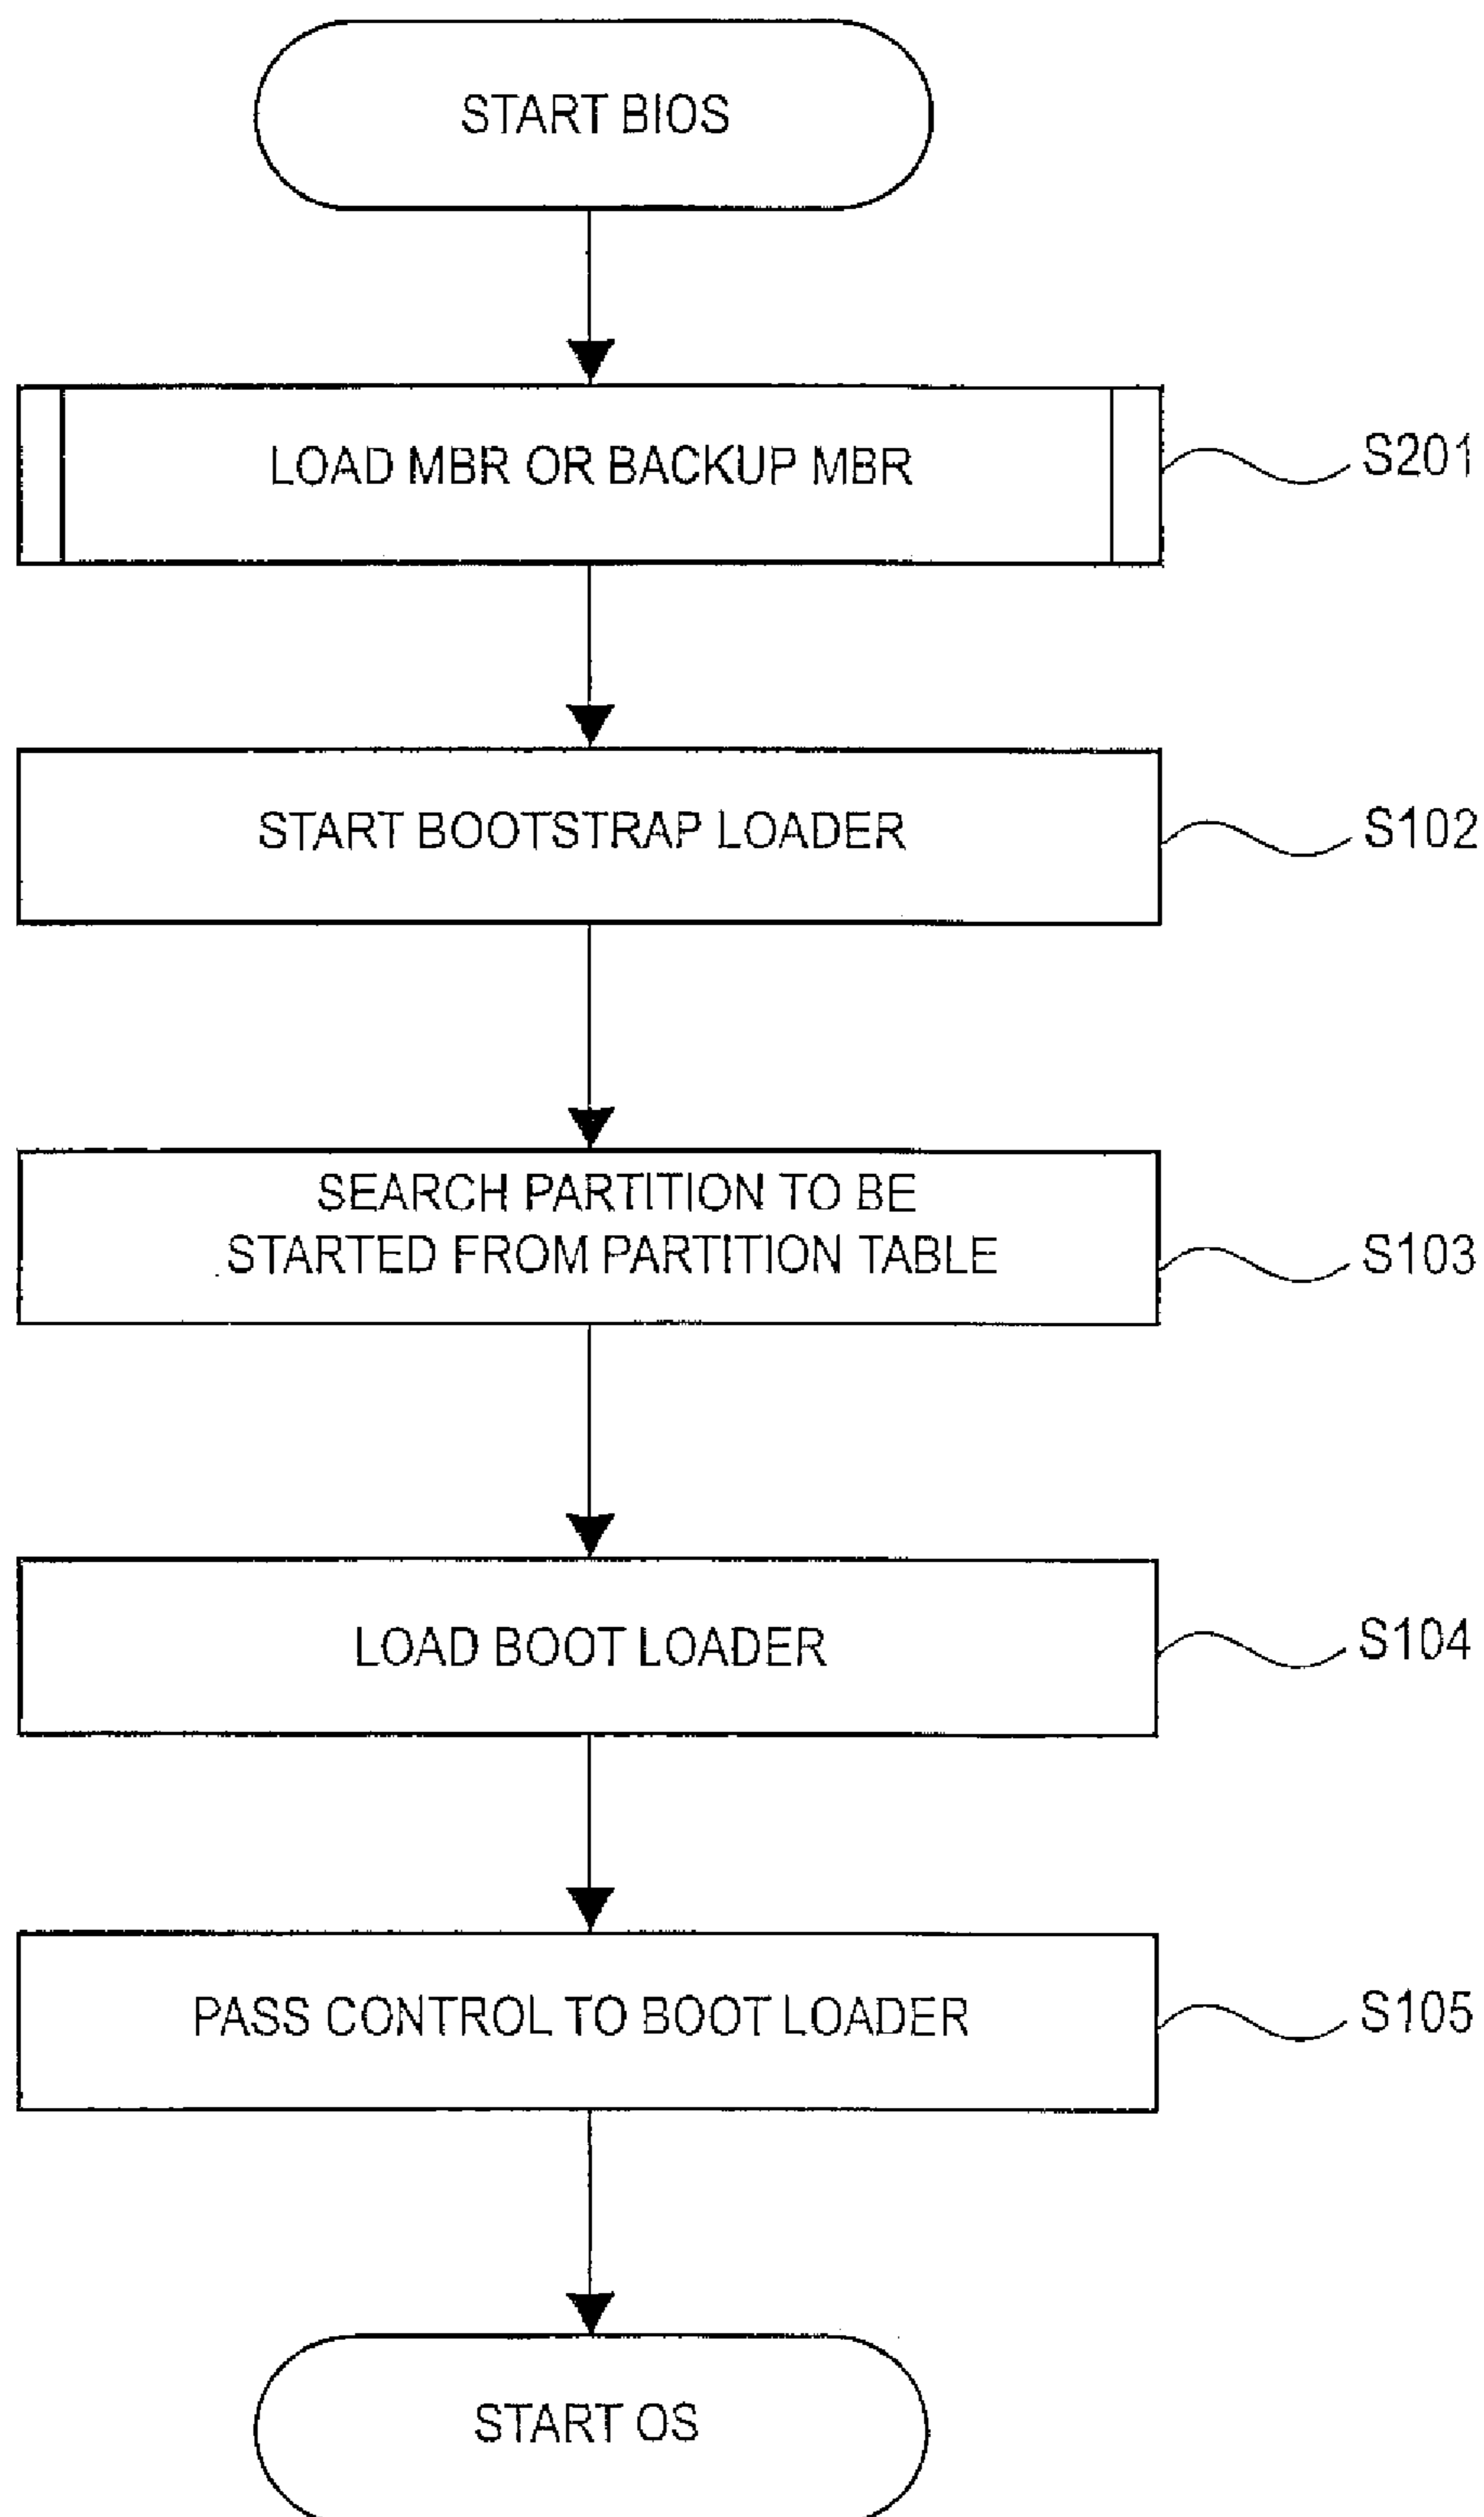 START BIOS
LOAD MBR OR BACKUP MBR
S201
START BOOTSTRAP LOADER
S102
SEARCH PARTITION TO BE
STARTED FROM PARTITION TABLE
S103
LOAD BOOT LOADER
S104
PASS CONTROL TO BOOT LOADER
S105
START OS